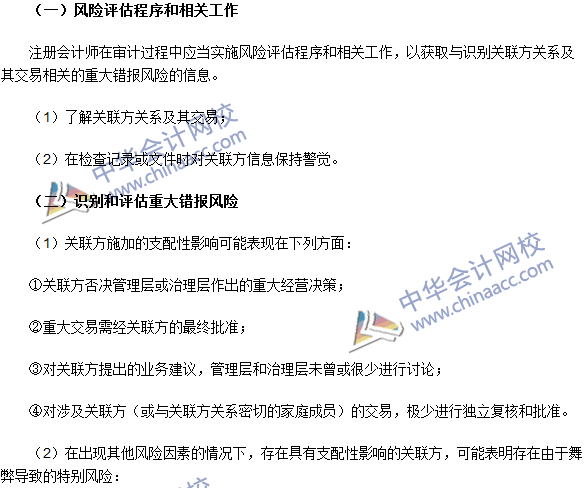 （一）风险评估程序和相关工作
注册会计师在审计过程中应当实施风险评估程序和相关工作，以获取与识别关联方关系及
其交易相关的重大错报风险的信息。
（1）了解关联方关系及其交易；
（2）在检查记录或文件时对关联方信息保持警觉。
中华会计网校
www.chinaacc.com
（二）识别和评估重大错报风险
（1）关联方施加的支配性影响可能表现在下列方面：
①关联方否决管理层或治理层作出的重大经营决策；
中华会计网校
www.chinaacc.com
②重大交易需经关联方的最终批准；
③对关联方提出的业务建议，管理层和治理层未曾或很少进行讨论；
④对涉及关联方（或与关联方关系密切的家庭成员）的交易，极少进行独立复核和批准。
（2）在出现其他风险因素的情况下，存在具有支配性影响的关联方，可能表明存在由于舞
弊导致的特别风险：